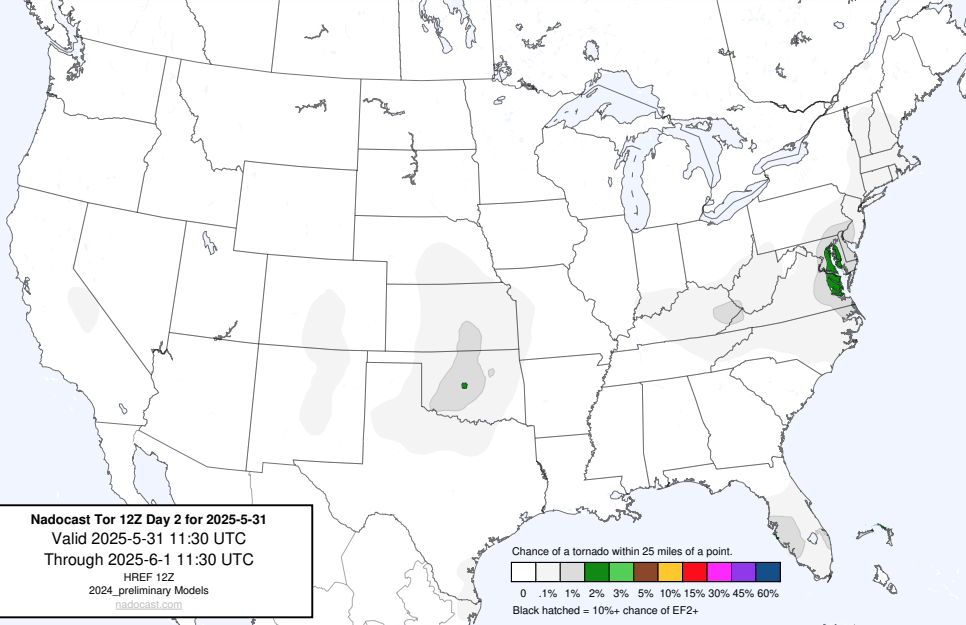 Nadocast Tor 12Z Day 2 for 2025-5-31
Valid 2025-5-31 11:30 UTC
Through 2025-6-1 11:30 UTC
HREF 12Z
2024_preliminary Models
nadocast.com
Chance of a tornado within 25 miles of a point.
0 .1% 1% 2% 3% 5% 10% 15% 30% 45% 60%
Black hatched = 10%+ chance of EF2+